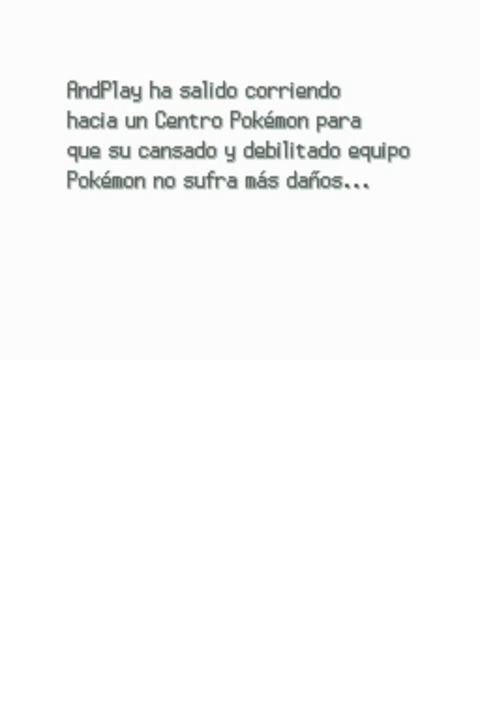 AndPlay ha salido corriendo
hacia un Centro Pokémon para
que su cansado y debilitado equipo
Pokémon no sufra más daños...